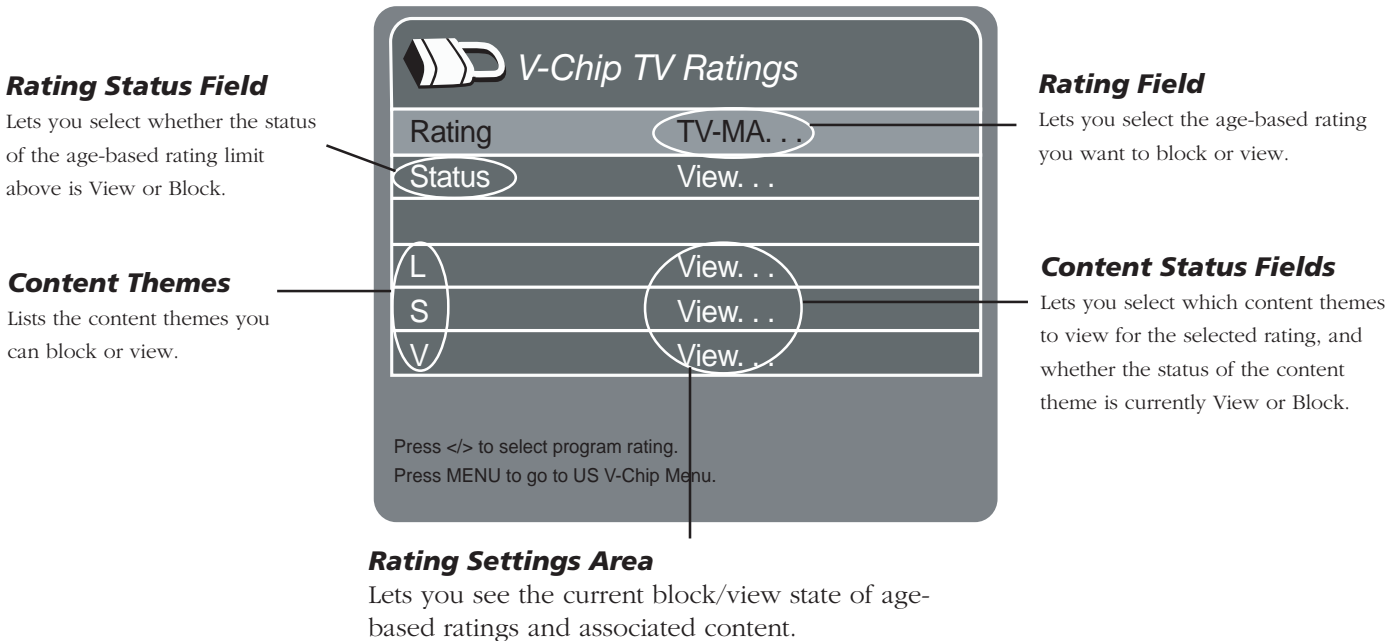 V-Chip TV Ratings
Rating Status Field
Lets you select whether the status
of the age-based rating limit
above is View or Block.
Rating TV-MA. . .
Status View. . .
Rating Field
Lets you select the age-based rating
you want to block or view.
Content Themes
Lists the content themes you
can block or view.
L View. . .
S View. . .
V View. . .
Content Status Fields
Lets you select which content themes
to view for the selected rating, and
whether the status of the content
theme is currently View or Block.
Press </> to select program rating.
Press MENU to go to US V-Chip Menu.
Rating Settings Area
Lets you see the current block/view state of age-
based ratings and associated content.